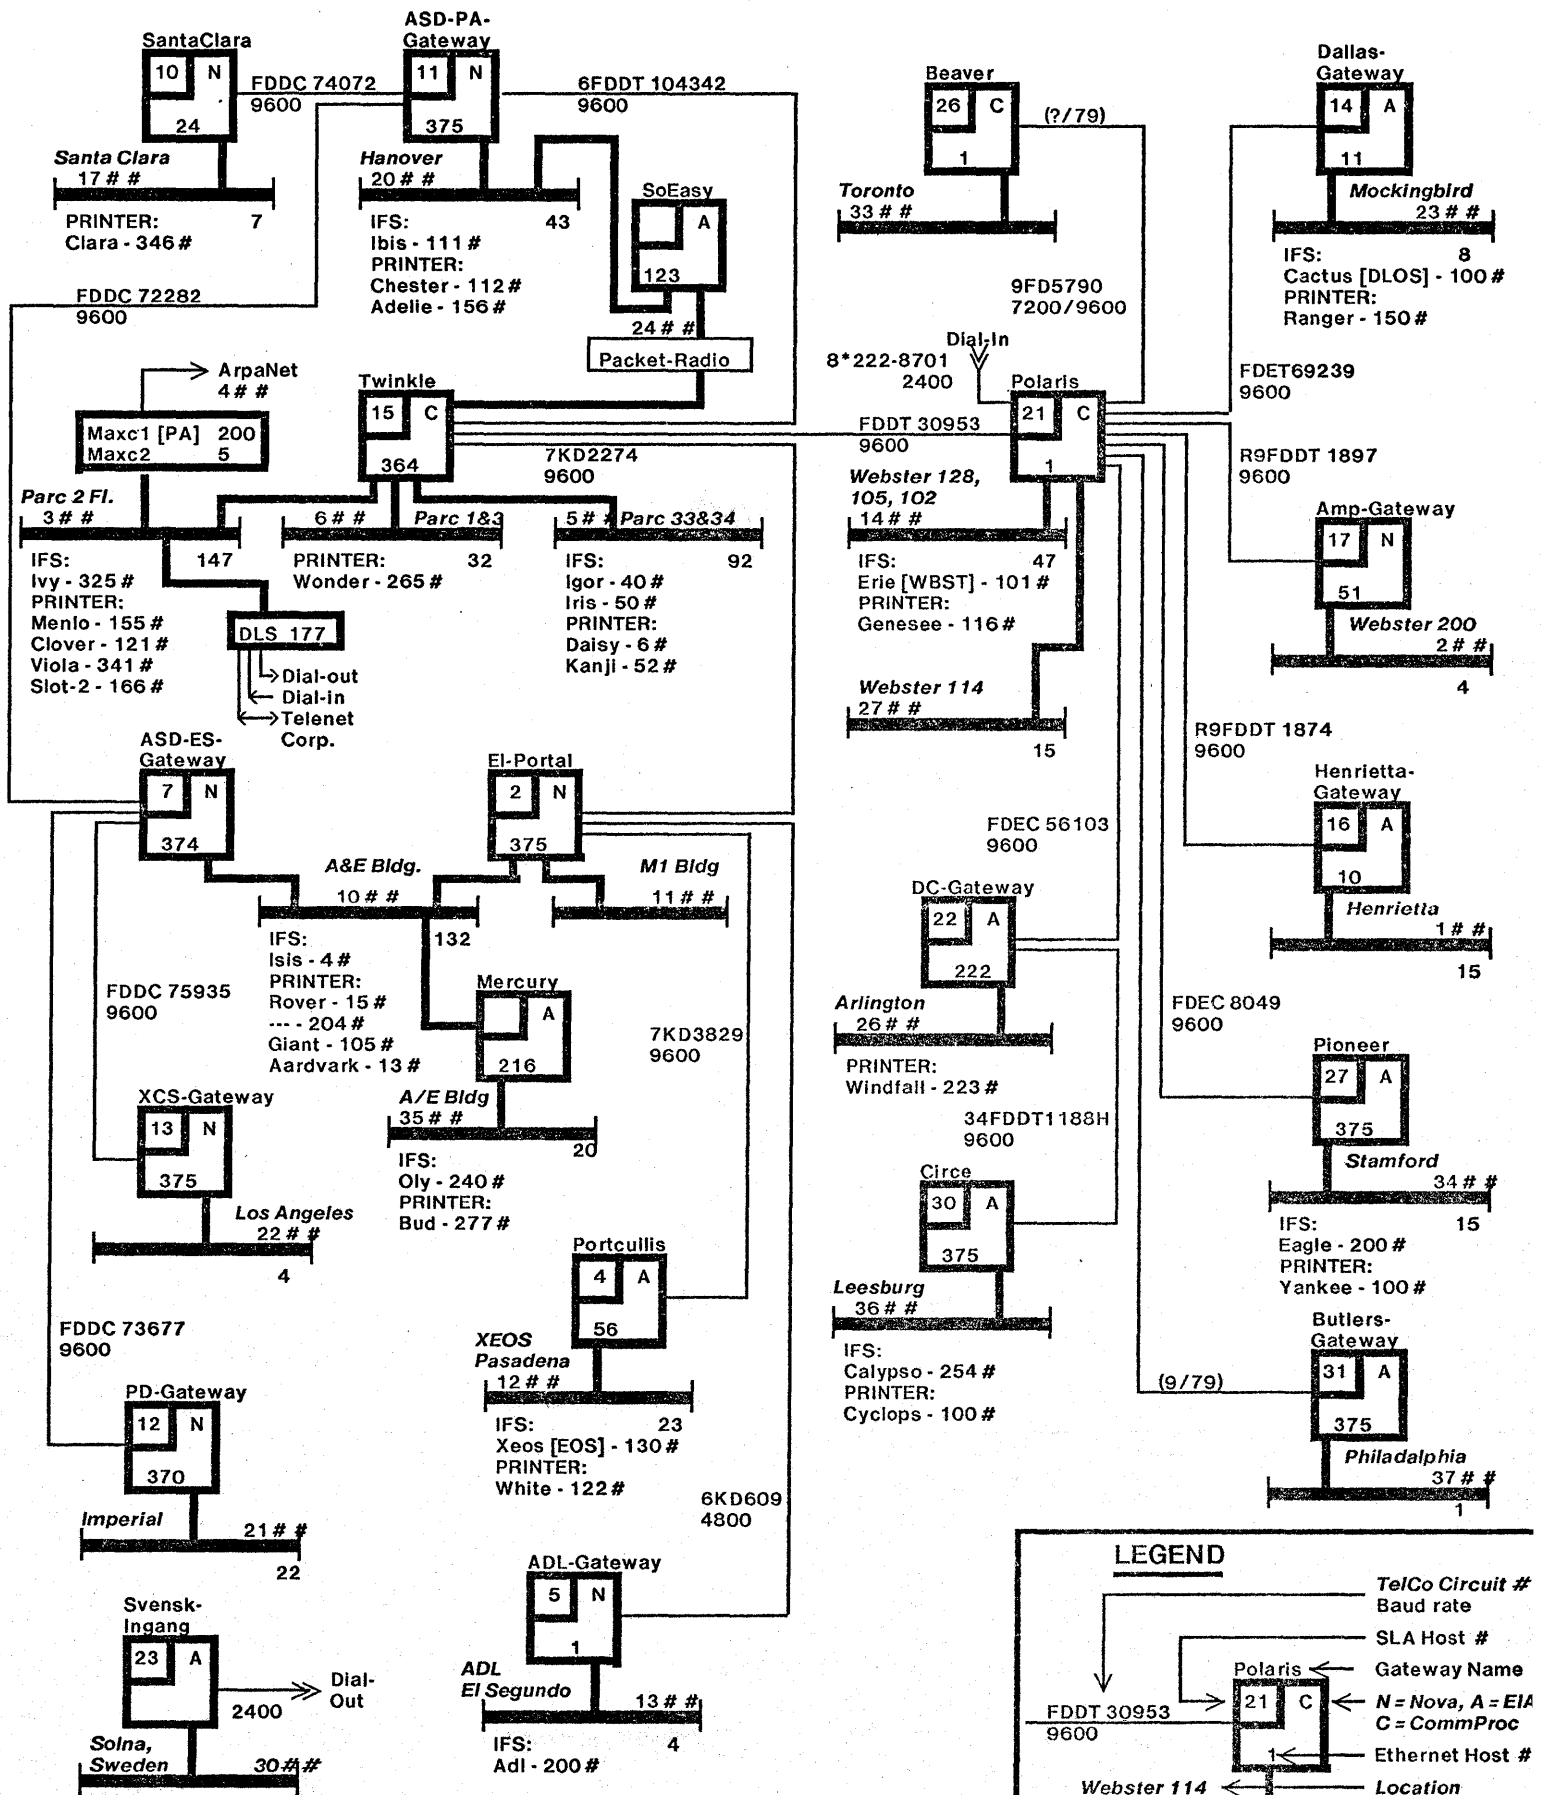 SantaClara
10 N
24
FDDC 74072
9600
Santa Clara
17# #
PRINTER:
7
Clara - 346#
ASD-PA-
Gateway
11 N
375
6FDDT 104342
9600
Hanover
20# #
IFS:
43
Ibis - 111#
PRINTER:
Chester - 112#
Adelie - 156#
SoEasy
A
123
24# #
Packet-Radio
FDDC 72282
9600
ArpaNet
4# #
Maxc1 [PA] 200
Maxc2 5
Twinkle
15 C
364
7KD2274
9600
Parc 2 Fl.
3# #
147
IFS:
Ivy - 325#
PRINTER:
Menlo - 155#
Clover - 121#
Viola - 341#
Slot-2 - 166#
DLS 177
Dial-out
Dial-in
Telenet
Corp.
6# # Parc 1&3
PRINTER: 32
Wonder - 265#
5# # Parc 33&34
IFS: 92
Igor - 40#
Iris - 50#
PRINTER:
Daisy - 6#
Kanji - 52#
ASD-ES-
Gateway
7 N
374
El-Portal
2 N
375
A&E Bldg.
10# #
132
IFS:
Isis - 4#
PRINTER:
Rover - 15#
--- - 204#
Giant - 105#
Aardvark - 13#
M1 Bldg
11# #
FDDC 75935
9600
Mercury
A
216
A/E Bldg
35# #
20
IFS:
Oly - 240#
PRINTER:
Bud - 277#
7KD3829
9600
XCS-Gateway
13 N
375
Los Angeles
22# #
4
FDDC 73677
9600
Portcullis
4 A
56
XEOS
Pasadena
12# #
IFS: 23
Xeos [EOS] - 130#
PRINTER:
White - 122#
PD-Gateway
12 N
370
Imperial
21# #
22
6KD609
4800
ADL-Gateway
5 N
1
ADL
El Segundo
13# #
IFS: 4
Adl - 200#
Svensk-
Ingang
23 A
2400
Dial-
Out
Solna,
Sweden 30##
Beaver
26 C
1
(?/79)
Toronto
33# #
9FD5790
7200/9600
Dial-In
8*222-8701
2400
Polaris
21 C
1
FDDT 30953
9600
Webster 128,
105, 102
14# #
IFS: 47
Erie [WBST] - 101#
PRINTER:
Genesee - 116#
Webster 114
27# #
15
Dallas-
Gateway
14 A
11
Mockingbird
23# #
IFS: 8
Cactus [DLOS] - 100#
PRINTER:
Ranger - 150#
FDET69239
9600
R9FDDT 1897
9600
Amp-Gateway
17 N
51
Webster 200
2# #
4
R9FDDT 1874
9600
Henrietta-
Gateway
16 A
10
Henrietta
1# #
15
FDEC 56103
9600
DC-Gateway
22 A
222
Arlington
26# #
PRINTER:
Windfall - 223#
FDEC 8049
9600
Pioneer
27 A
375
Stamford
34# #
IFS: 15
Eagle - 200#
PRINTER:
Yankee - 100#
34FDDT1188H
9600
Circe
30 A
375
Leesburg
36# #
IFS:
Calypso - 254#
PRINTER:
Cyclops - 100#
Butlers-
Gateway
(9/79)
31 A
375
Philadalphia
37# #
1
LEGEND
TelCo Circuit #
Baud rate
SLA Host #
Polaris
Gateway Name
21 C
N = Nova, A = EIA
C = CommProc
FDDT 30953
9600
1
Ethernet Host #
Webster 114
Location